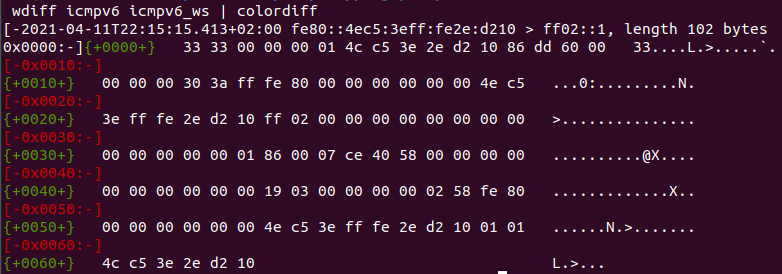 wdiff icmpv6 icmpv6_ws | colordiff
[-2021-04-11T22:15:15.413+02:00 fe80::4ec5:3eff:fe2e:d210 > ff02::1, length 102 bytes
0x0000:-]{+0000+}   33 33 00 00 00 01 4c c5 3e 2e d2 10 86 dd 60 00   33....L.>.....`
[-0x0010:-]
{+0010+}   00 00 00 30 3a ff fe 80 00 00 00 00 00 00 4e c5   ...0:.........N.
[-0x0020:-]
{+0020+}   3e ff fe 2e d2 10 ff 02 00 00 00 00 00 00 00 00   >...............
[-0x0030:-]
{+0030+}   00 00 00 00 00 01 86 00 07 ce 40 58 00 00 00 00   ..........@X....
[-0x0040:-]
{+0040+}   00 00 00 00 00 00 19 03 00 00 00 00 02 58 fe 80   .............X..
[-0x0050:-]
{+0050+}   00 00 00 00 00 00 4e c5 3e ff fe 2e d2 10 01 01   ......N.>.......
[-0x0060:-]
{+0060+}   4c c5 3e 2e d2 10   L.>...